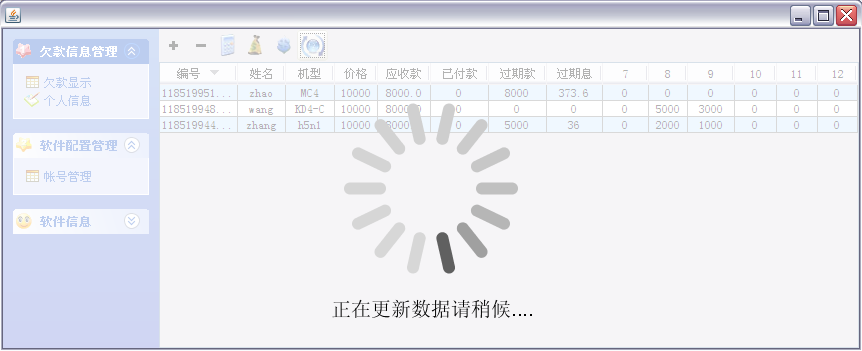 欠款信息管理
欠款显示
个人信息
软件配置管理
帐号管理
软件信息
编号 姓名 机型 价格 应收款 已付款 过期款 过期息 7 8 9 10 11 12
118519951... zhao MC4 10000 8000.0 0 8000 373.6 0 0 0 0 0 0
118519948... wang KD4-C 10000 8000.0 0 0 0 0 5000 3000 0 0 0
118519944... zhang h5n1 10000 8000.0 0 5000 36 0 2000 1000 0 0 0
正在更新数据请稍候....